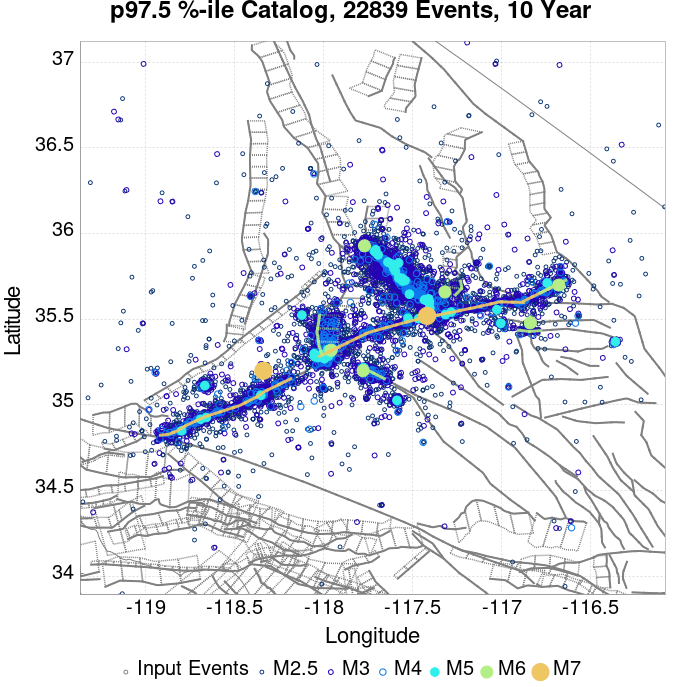 p97.5 %-ile Catalog, 22839 Events, 10 Year
37
36.5
36
35.5
35
34.5
34
Latitude
-119
-118.5
-118
-117.5
-117
-116.5
Longitude
Input Events
M2.5
M3
M4
M5
M6
M7